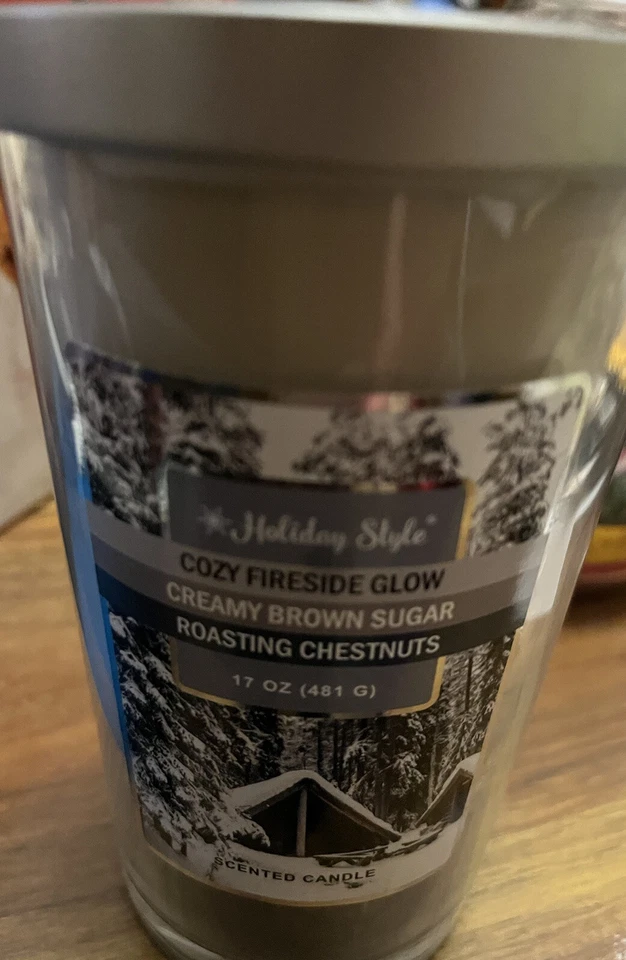 Holiday Style
COZY FIRESIDE GLOW
CREAMY BROWN SUGAR
ROASTING CHESTNUTS
17 OZ (481 G)
SCENTED CANDLE